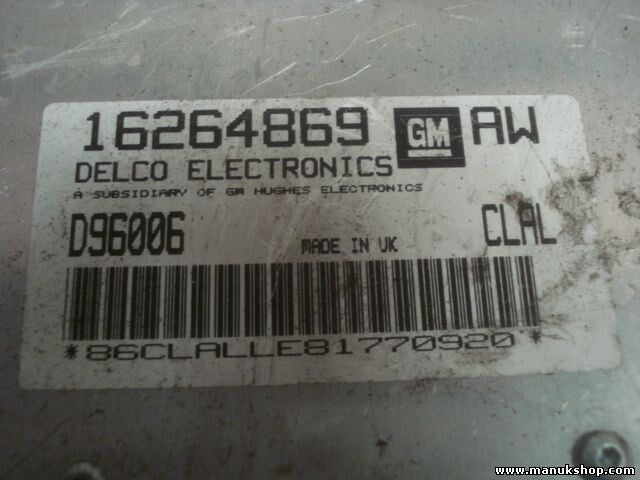 16264869 GM AW
DELCO ELECTRONICS
A SUBSIDIARY OF GM HUGHES ELECTRONICS
D96006 MADE IN UK CLAL
*86CLALLE81770920*
www.manukshop.com